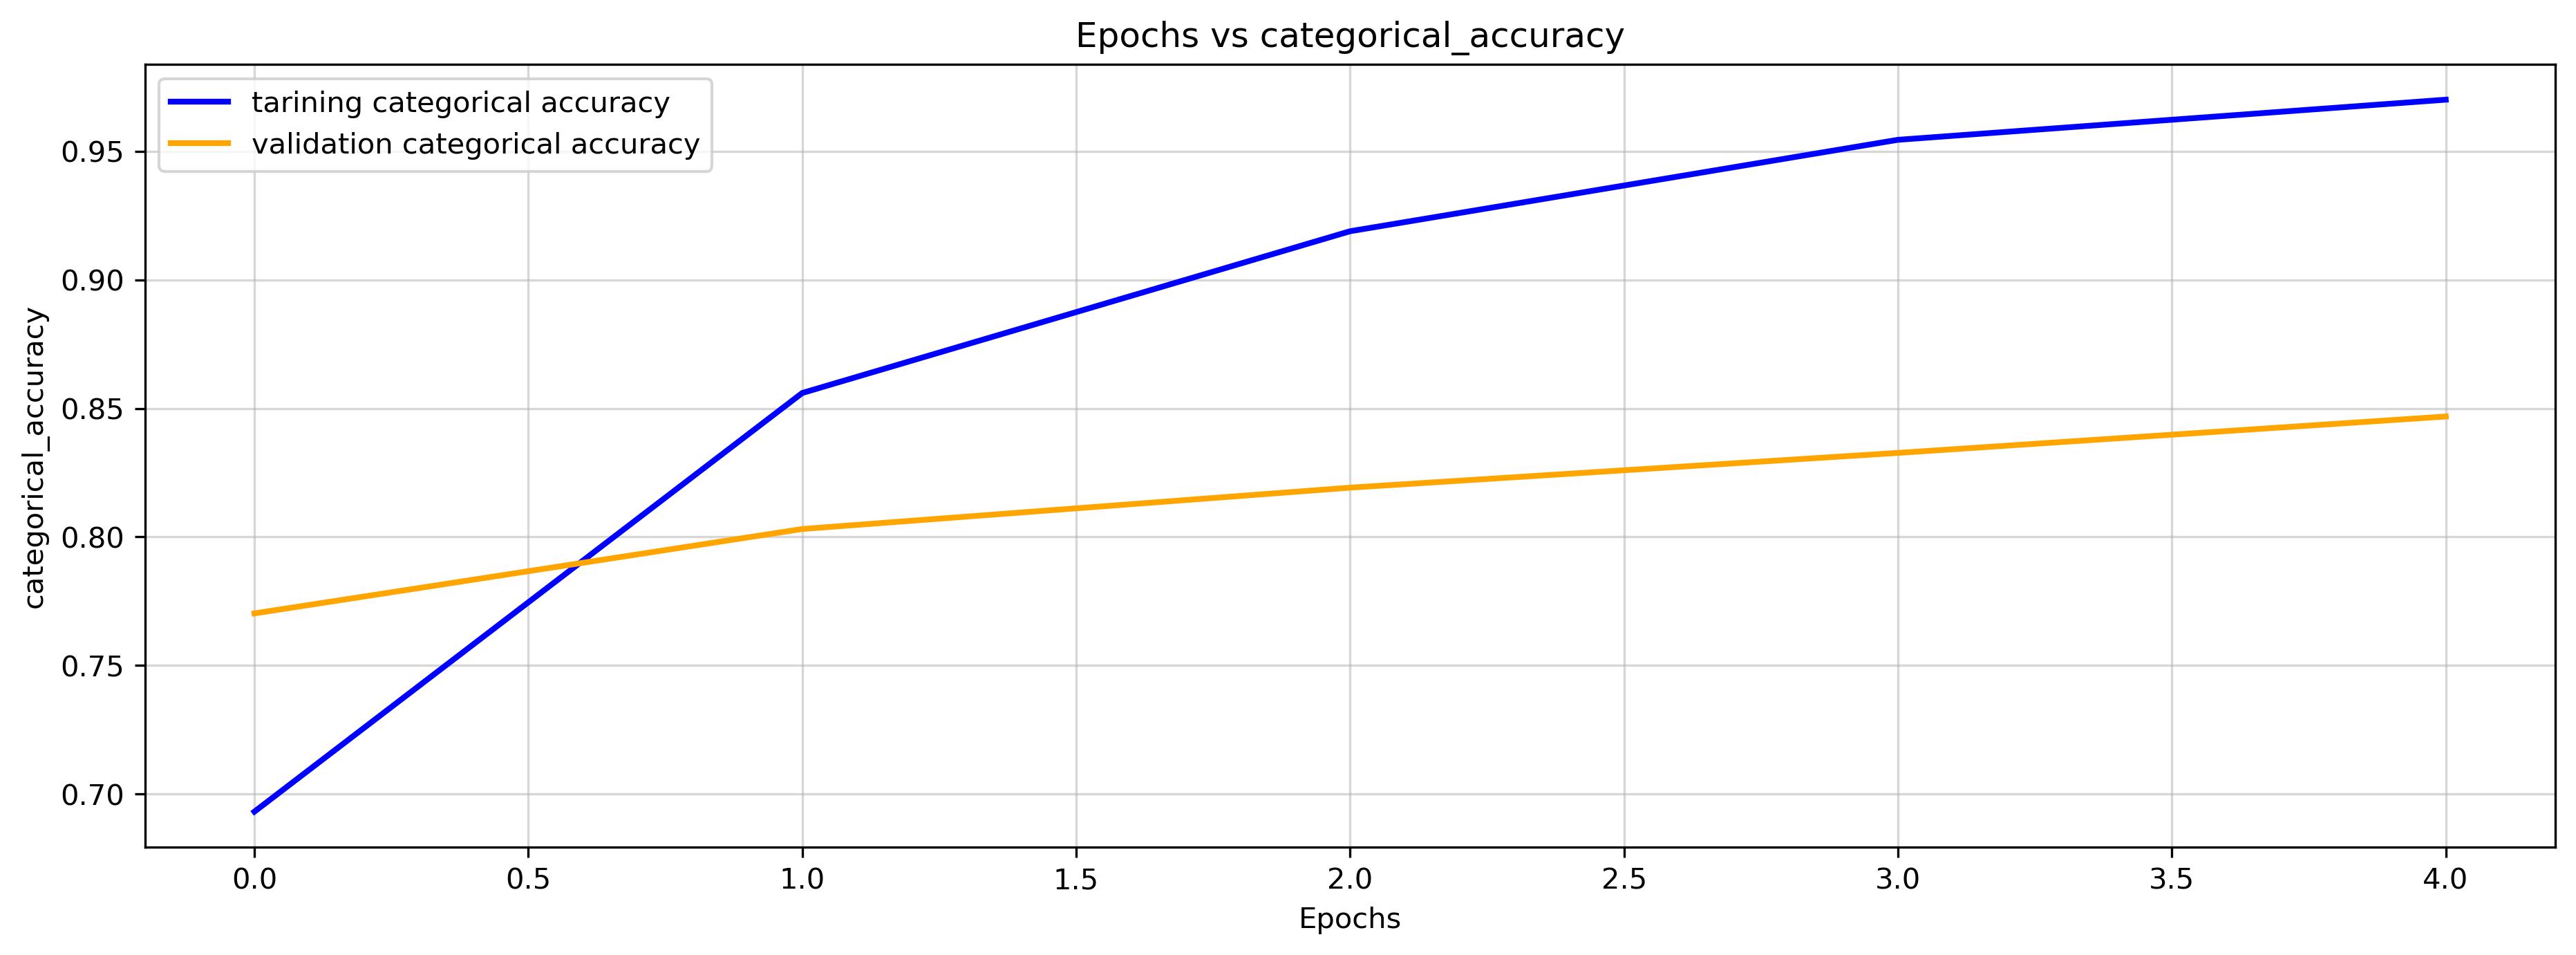 Epochs vs categorical_accuracy
tarining categorical accuracy
validation categorical accuracy
categorical_accuracy
0.95
0.90
0.85
0.80
0.75
0.70
0.0 0.5 1.0 1.5 2.0 2.5 3.0 3.5 4.0
Epochs